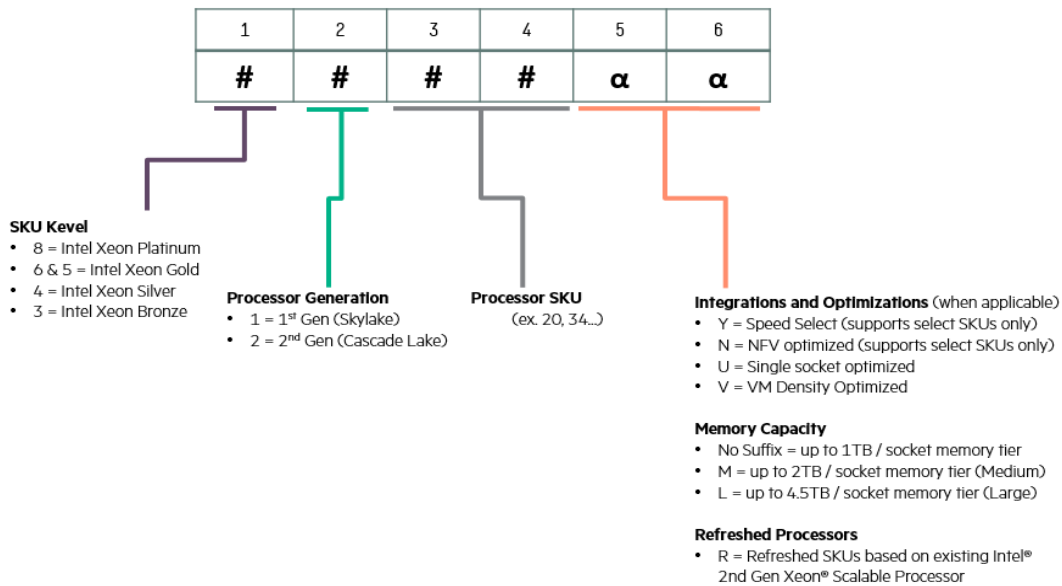 1 2 3 4 5 6
# # # # α α
SKU Kevel
• 8 = Intel Xeon Platinum
• 6 & 5 = Intel Xeon Gold
• 4 = Intel Xeon Silver
• 3 = Intel Xeon Bronze
Processor Generation
• 1 = 1st Gen (Skylake)
• 2 = 2nd Gen (Cascade Lake)
Processor SKU
(ex. 20, 34...)
Integrations and Optimizations (when applicable)
• Y = Speed Select (supports select SKUs only)
• N = NFV optimized (supports select SKUs only)
• U = Single socket optimized
• V = VM Density Optimized
Memory Capacity
• No Suffix = up to 1TB / socket memory tier
• M = up to 2TB / socket memory tier (Medium)
• L = up to 4.5TB / socket memory tier (Large)
Refreshed Processors
• R = Refreshed SKUs based on existing Intel®
2nd Gen Xeon® Scalable Processor